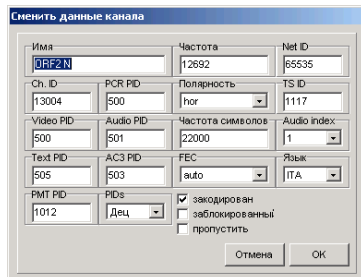 Сменить данные канала
Имя Частота Net ID
ORF2 N 12692 65535
Ch. ID PCR PID Полярность TS ID
13004 500 hor 1117
Video PID Audio PID Частота символов Audio index
500 501 22000 1
Text PID AC3 PID FEC Язык
505 503 auto ITA
PMT PID PIDs закодирован
1012 Дец заблокированный
пропустить
Отмена OK